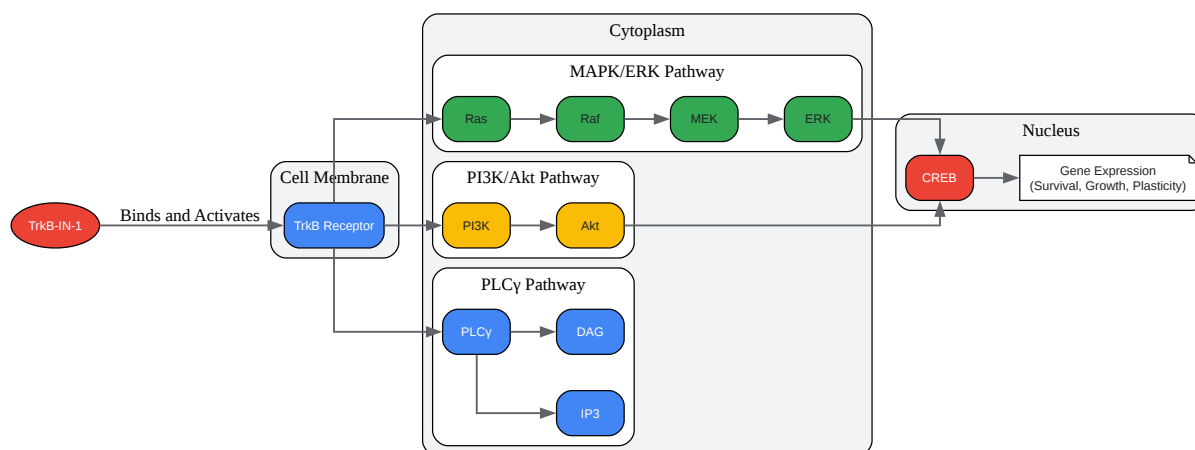 Cytoplasm
MAPK/ERK Pathway
Ras
Raf
MEK
ERK
Nucleus
CREB
Gene Expression
(Survival, Growth, Plasticity)
Cell Membrane
TrkB Receptor
PI3K/Akt Pathway
PI3K
Akt
TrkB-IN-1
Binds and Activates
PLCγ Pathway
PLCγ
DAG
IP3